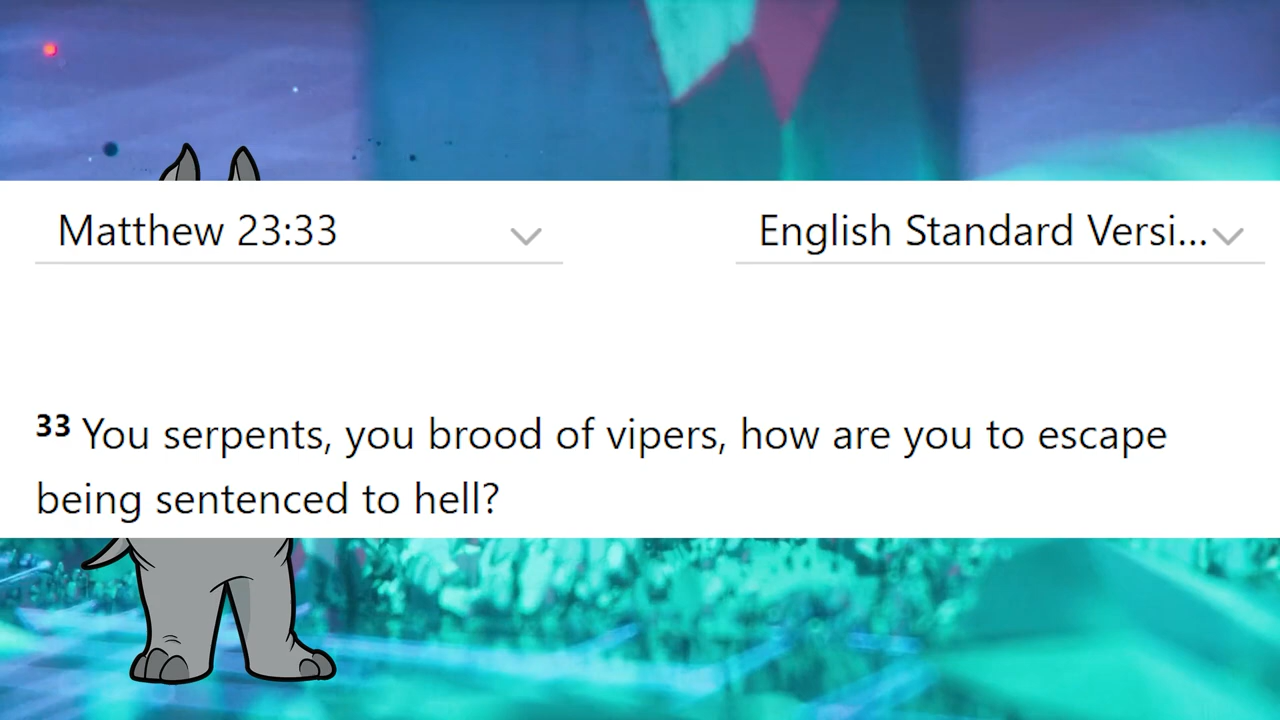 Matthew 23:33
English Standard Versi...
33 You serpents, you brood of vipers, how are you to escape
being sentenced to hell?